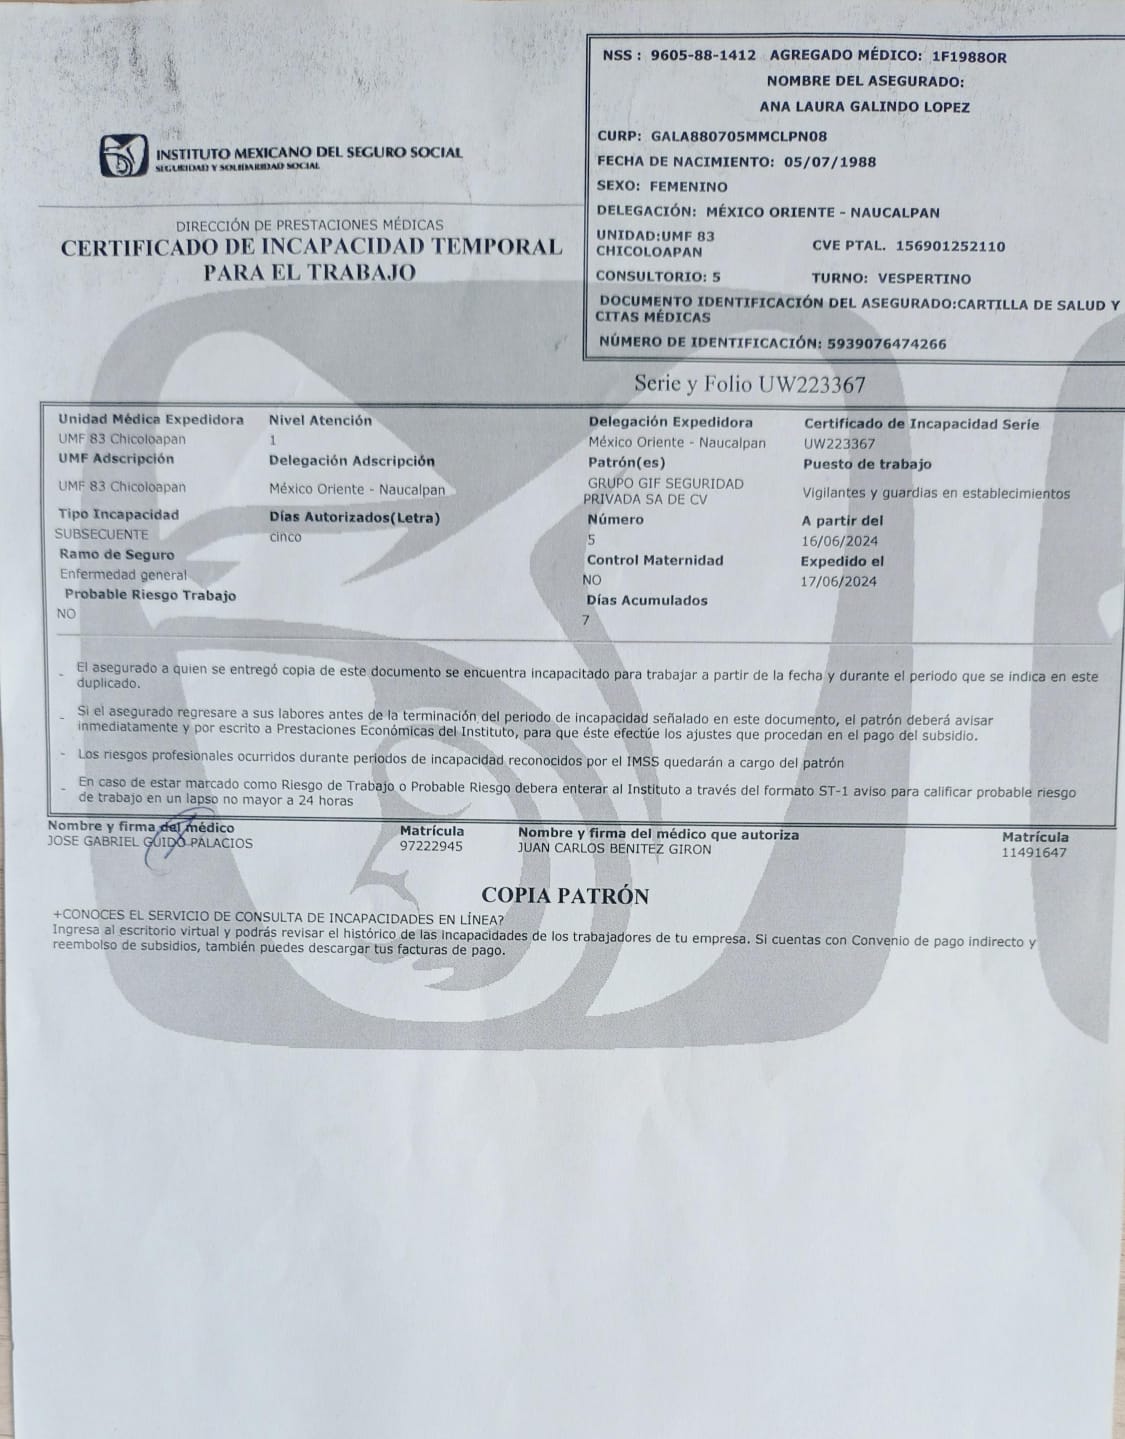 INSTITUTO MEXICANO DEL SEGURO SOCIAL
SEGURIDAD Y SOLIDARIDAD SOCIAL
DIRECCIÓN DE PRESTACIONES MÉDICAS
CERTIFICADO DE INCAPACIDAD TEMPORAL
PARA EL TRABAJO
NSS : 9605-88-1412 AGREGADO MÉDICO: 1F1988OR
NOMBRE DEL ASEGURADO:
ANA LAURA GALINDO LOPEZ
CURP: GALA880705MMCLPN08
FECHA DE NACIMIENTO: 05/07/1988
SEXO: FEMENINO
DELEGACIÓN: MÉXICO ORIENTE - NAUCALPAN
UNIDAD:UMF 83
CHICOLOAPAN
CVE PTAL. 156901252110
CONSULTORIO: 5
TURNO: VESPERTINO
DOCUMENTO IDENTIFICACIÓN DEL ASEGURADO:CARTILLA DE SALUD Y
CITAS MÉDICAS
NÚMERO DE IDENTIFICACIÓN: 5939076474266
Serie y Folio UW223367
Unidad Médica Expedidora
UMF 83 Chicoloapan
Nivel Atención
1
Delegación Expedidora
México Oriente - Naucalpan
Certificado de Incapacidad Serie
UW223367
UMF Adscripción
UMF 83 Chicoloapan
Delegación Adscripción
México Oriente - Naucalpan
Patrón(es)
GRUPO GIF SEGURIDAD
PRIVADA SA DE CV
Puesto de trabajo
Vigilantes y guardias en establecimientos
Tipo Incapacidad
SUBSECUENTE
Días Autorizados(Letra)
cinco
Número
5
A partir del
16/06/2024
Ramo de Seguro
Enfermedad general
Control Maternidad
NO
Expedido el
17/06/2024
Probable Riesgo Trabajo
NO
Días Acumulados
7
- El asegurado a quien se entregó copia de este documento se encuentra incapacitado para trabajar a partir de la fecha y durante el periodo que se indica en este
duplicado.
- Si el asegurado regresare a sus labores antes de la terminación del periodo de incapacidad señalado en este documento, el patrón deberá avisar
inmediatamente y por escrito a Prestaciones Económicas del Instituto, para que éste efectúe los ajustes que procedan en el pago del subsidio.
- Los riesgos profesionales ocurridos durante periodos de incapacidad reconocidos por el IMSS quedarán a cargo del patrón
- En caso de estar marcado como Riesgo de Trabajo o Probable Riesgo debera enterar al Instituto a través del formato ST-1 aviso para calificar probable riesgo
de trabajo en un lapso no mayor a 24 horas
Nombre y firma del médico
JOSE GABRIEL GUIDO PALACIOS
Matrícula
97222945
Nombre y firma del médico que autoriza
JUAN CARLOS BENITEZ GIRON
Matrícula
11491647
COPIA PATRÓN
+CONOCES EL SERVICIO DE CONSULTA DE INCAPACIDADES EN LÍNEA?
Ingresa al escritorio virtual y podrás revisar el histórico de las incapacidades de los trabajadores de tu empresa. Si cuentas con Convenio de pago indirecto y
reembolso de subsidios, también puedes descargar tus facturas de pago.